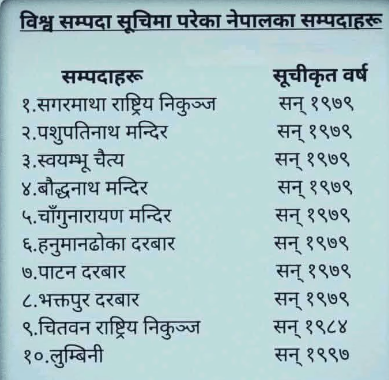 विश्व सम्पदा सूचिमा परेका नेपालका सम्पदाहरू
सम्पदाहरू सूचीकृत वर्ष
१.सगरमाथा राष्ट्रिय निकुञ्ज सन् १९७९
२.पशुपतिनाथ मन्दिर सन् १९७९
३.स्वयम्भू चैत्य सन् १९७९
४.बौद्धनाथ मन्दिर सन् १९७९
५.चाँगुनारायण मन्दिर सन् १९७९
६.हनुमानढोका दरबार सन् १९७९
७.पाटन दरबार सन् १९७९
८.भक्तपुर दरबार सन् १९७९
९.चितवन राष्ट्रिय निकुञ्ज सन् १९८४
१०.लुम्बिनी सन् १९९७